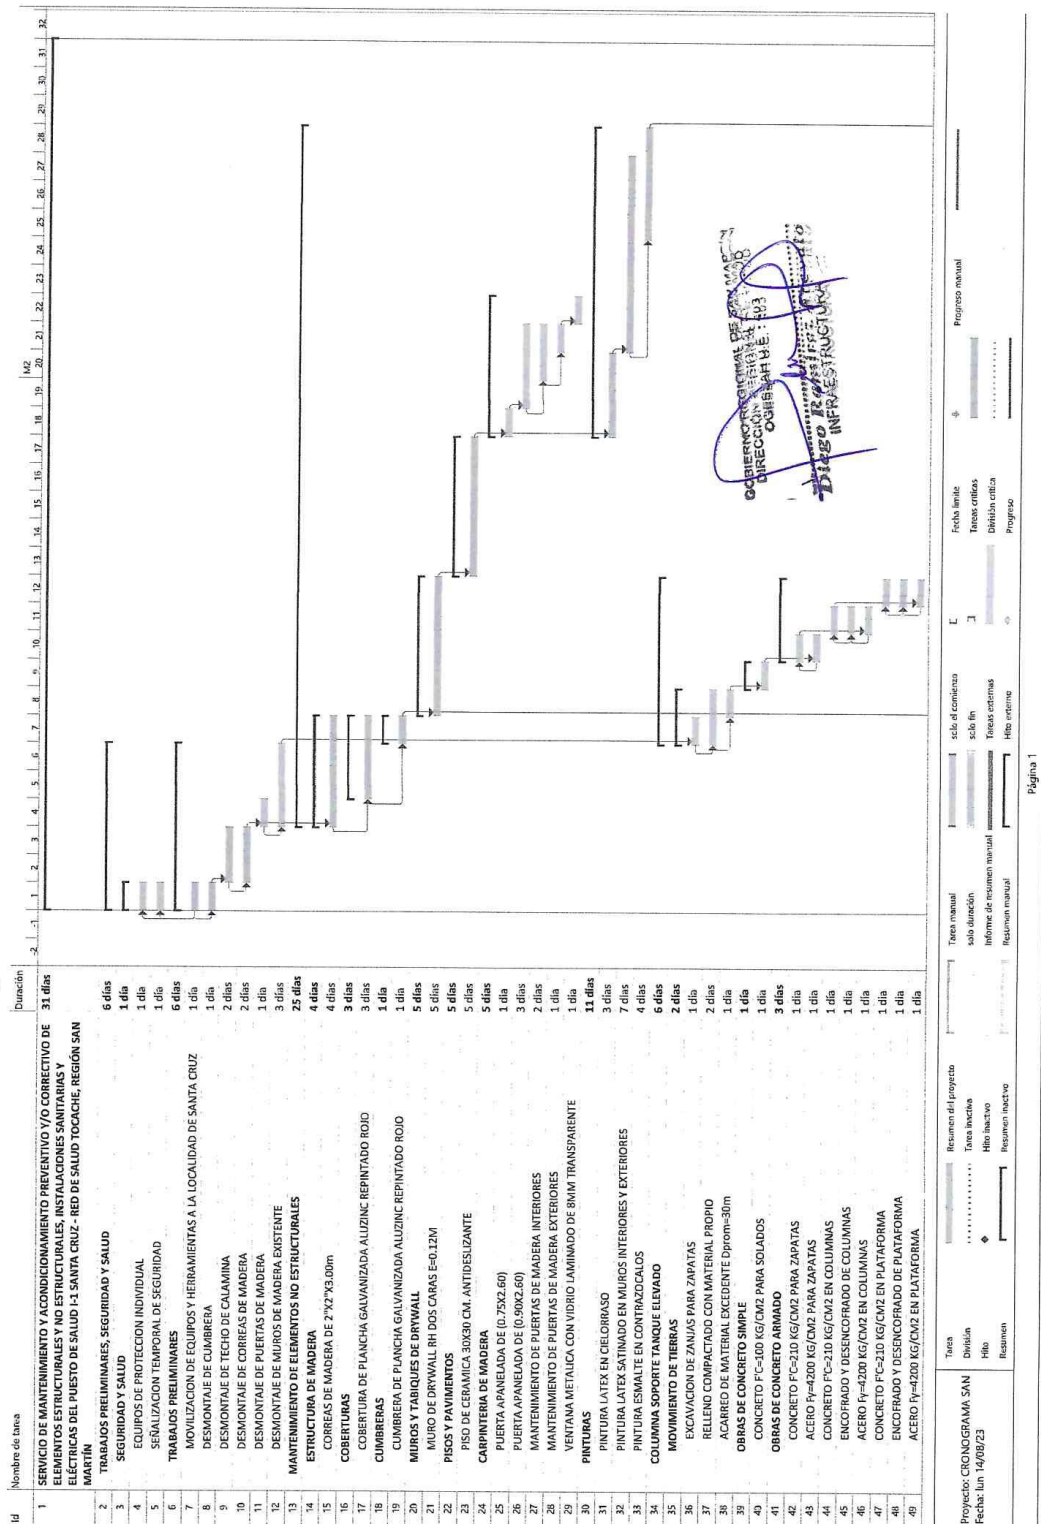 Id Nombre de tarea Duración
M2
-2 -1 1 2 3 4 5 6 7 8 9 10 11 12 13 14 15 16 17 18 19 20 21 22 23 24 25 26 27 28 29 30 31 32
1 SERVICIO DE MANTENIMIENTO Y ACONDICIONAMIENTO PREVENTIVO Y/O CORRECTIVO DE 31 días
ELEMENTOS ESTRUCTURALES Y NO ESTRUCTURALES, INSTALACIONES SANITARIAS Y
ELÉCTRICAS DEL PUESTO DE SALUD I-1 SANTA CRUZ - RED DE SALUD TOCACHE, REGIÓN SAN
MARTÍN
2 TRABAJOS PRELIMINARES, SEGURIDAD Y SALUD 6 días
3 SEGURIDAD Y SALUD 1 día
4 EQUIPOS DE PROTECCION INDIVIDUAL 1 día
5 SEÑALIZACION TEMPORAL DE SEGURIDAD 1 día
6 TRABAJOS PRELIMINARES 6 días
7 MOVILIZACION DE EQUIPOS Y HERRAMIENTAS A LA LOCALIDAD DE SANTA CRUZ 1 día
8 DESMONTAJE DE CUMBRERA 1 día
9 DESMONTAJE DE TECHO DE CALAMINA 2 días
10 DESMONTAJE DE CORREAS DE MADERA 2 días
11 DESMONTAJE DE PUERTAS DE MADERA 1 día
12 DESMONTAJE DE MUROS DE MADERA EXISTENTE 3 días
13 MANTENIMIENTO DE ELEMENTOS NO ESTRUCTURALES 25 días
14 ESTRUCTURA DE MADERA 4 días
15 CORREAS DE MADERA DE 2"X2"X3.00m 4 días
16 COBERTURAS 3 días
17 COBERTURA DE PLANCHA GALVANIZADA ALUZINC REPINTADO ROJO 3 días
18 CUMBRERAS 1 día
19 CUMBRERA DE PLANCHA GALVANIZADA ALUZINC REPINTADO ROJO 1 día
20 MUROS Y TABIQUES DE DRYWALL 5 días
21 MURO DE DRYWALL RH DOS CARAS E=0.12M 5 días
22 PISOS Y PAVIMENTOS 5 días
23 PISO DE CERAMICA 30X30 CM. ANTIDESLIZANTE 5 días
24 CARPINTERIA DE MADERA 5 días
25 PUERTA APANELADA DE (0.75X2.60) 1 día
26 PUERTA APANELADA DE (0.90X2.60) 3 días
27 MANTENIMIENTO DE PUERTAS DE MADERA INTERIORES 2 días
28 MANTENIMIENTO DE PUERTAS DE MADERA EXTERIORES 1 día
29 VENTANA METALICA CON VIDRIO LAMINADO DE 8MM TRANSPARENTE 1 día
30 PINTURAS 11 días
31 PINTURA LATEX EN CIELORRASO 3 días
32 PINTURA LATEX SATINADO EN MUROS INTERIORES Y EXTERIORES 7 días
33 PINTURA ESMALTE EN CONTRAZOCALOS 4 días
34 COLUMNA SOPORTE TANQUE ELEVADO 6 días
35 MOVIMIENTO DE TIERRAS 2 días
36 EXCAVACION DE ZANJAS PARA ZAPATAS 1 día
37 RELLENO COMPACTADO CON MATERIAL PROPIO 2 días
38 ACARREO DE MATERIAL EXCEDENTE Dprom=30m 1 día
39 OBRAS DE CONCRETO SIMPLE 1 día
40 CONCRETO F'C=100 KG/CM2 PARA SOLADOS 1 día
41 OBRAS DE CONCRETO ARMADO 3 días
42 CONCRETO F'C=210 KG/CM2 PARA ZAPATAS 1 día
43 ACERO Fy=4200 KG/CM2 PARA ZAPATAS 1 día
44 CONCRETO F'C=210 KG/CM2 EN COLUMNAS 1 día
45 ENCOFRADO Y DESENCOFRADO DE COLUMNAS 1 día
46 ACERO Fy=4200 KG/CM2 EN COLUMNAS 1 día
47 CONCRETO F'C=210 KG/CM2 EN PLATAFORMA 1 día
48 ENCOFRADO Y DESENCOFRADO DE PLATAFORMA 1 día
49 ACERO Fy=4200 KG/CM2 EN PLATAFORMA 1 día
GOBIERNO REGIONAL DE SAN
DIRECCIÓN REGIONAL
INFRAESTRUCTURA
Proyecto: CRONOGRAMA SAN
Fecha: lun 14/08/23
Tarea Resumen del proyecto Tarea manual solo el comienzo Fecha límite Progreso manual
División Tarea inactiva solo duración solo fin Tareas críticas
Hito Hito inactivo Informe de resumen manual Tareas externas División crítica
Resumen Resumen inactivo Resumen manual Hito externo Progreso
Página 1